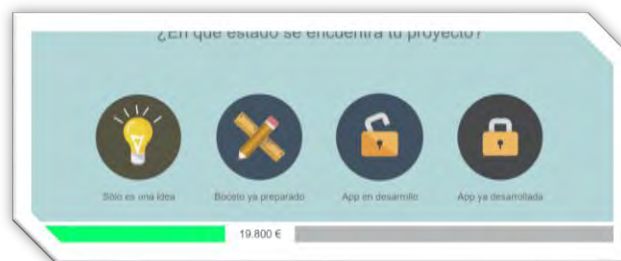 ¿En qué estado se encuentra tu proyecto?
Sólo es una idea
Boceto ya preparado
App en desarrollo
App ya desarrollada
19.800 €